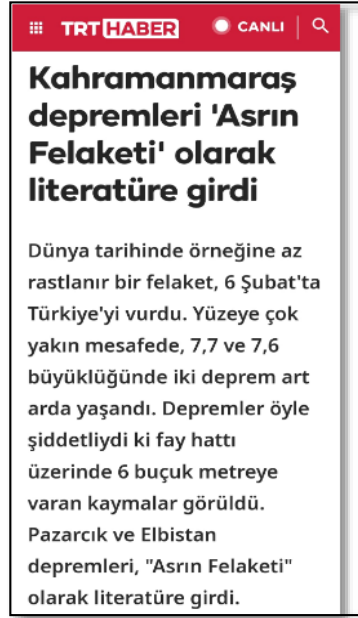 TRT HABER CANLI
Kahramanmaraş
depremleri 'Asrın
Felaketi' olarak
literatüre girdi
Dünya tarihinde örneğine az
rastlanır bir felaket, 6 Şubat'ta
Türkiye'yi vurdu. Yüzeye çok
yakın mesafede, 7,7 ve 7,6
büyüklüğünde iki deprem art
arda yaşandı. Depremler öyle
şiddetliydi ki fay hattı
üzerinde 6 buçuk metreye
varan kaymalar görüldü.
Pazarcık ve Elbistan
depremleri, "Asrın Felaketi"
olarak literatüre girdi.